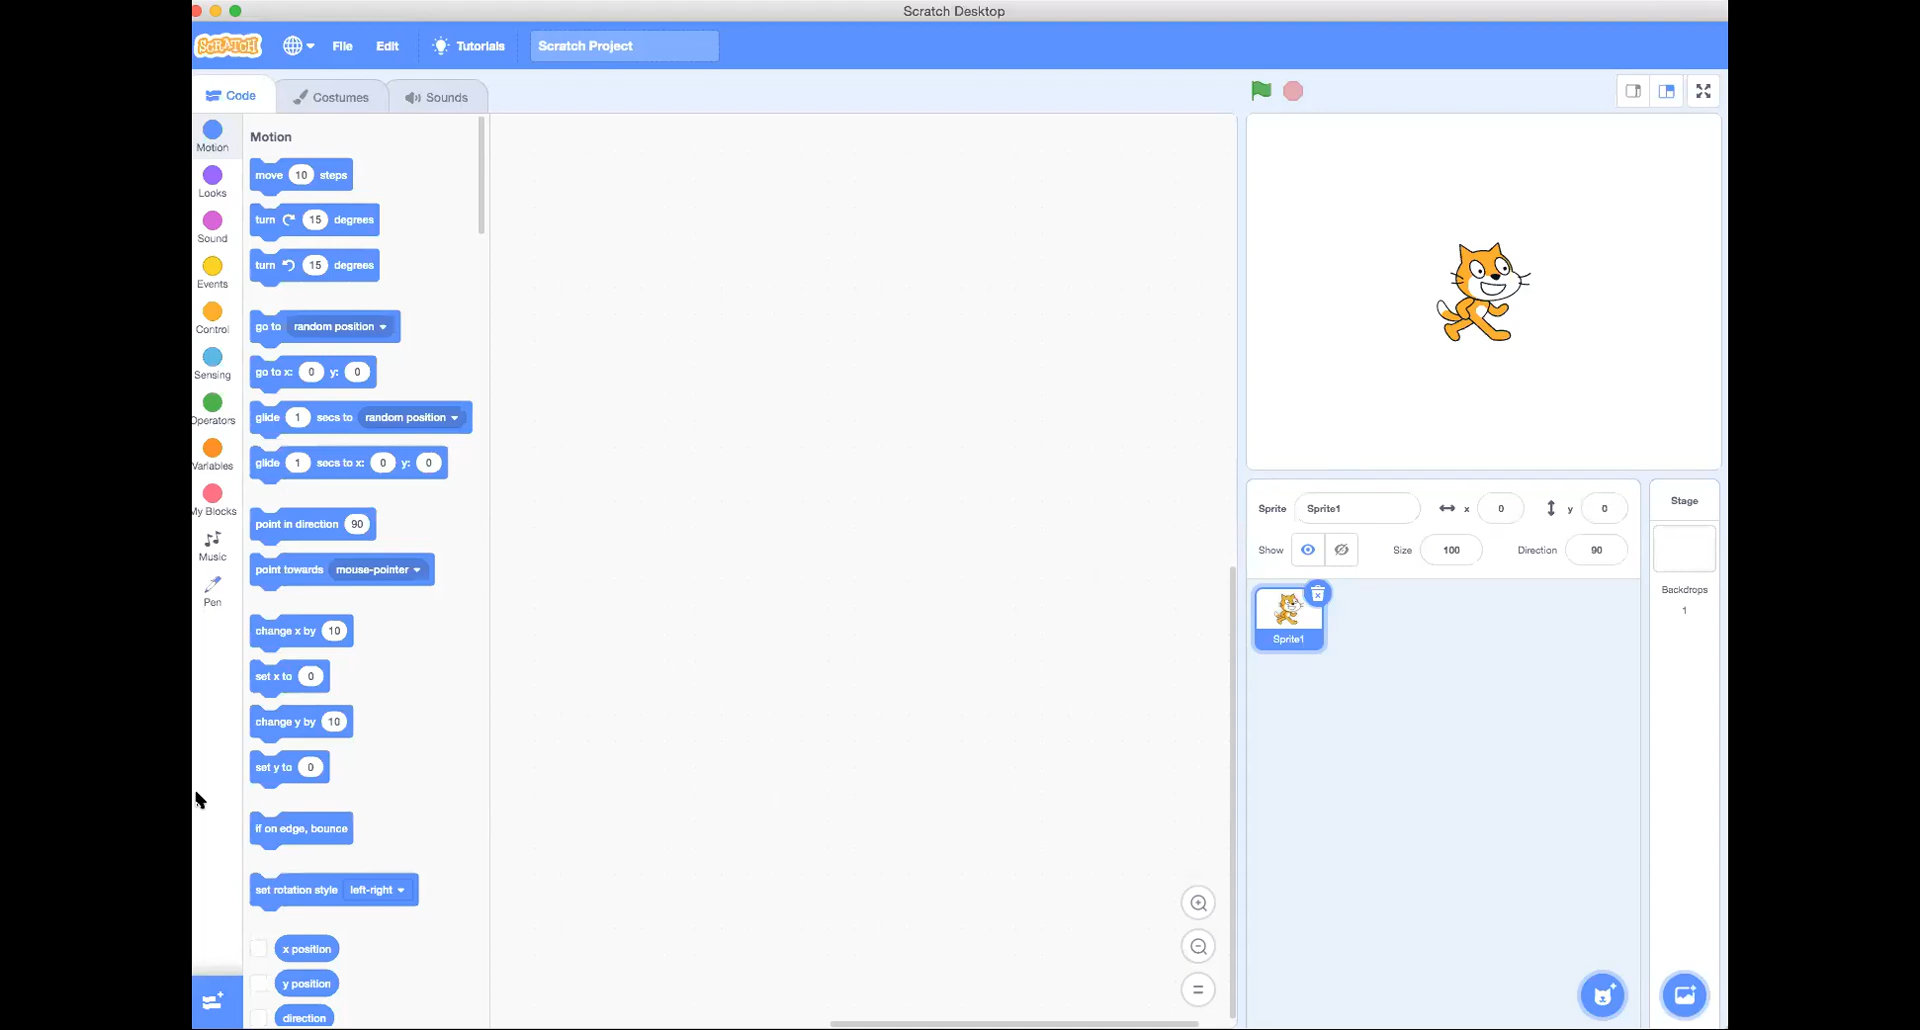 Scratch Desktop
SCRATCH File Edit Tutorials Scratch Project
Code Costumes Sounds
Motion
Looks
Sound
Events
Control
Sensing
Operators
Variables
My Blocks
Music
Pen
Motion
move 10 steps
turn 15 degrees
turn 15 degrees
go to random position
go to x: 0 y: 0
glide 1 secs to random position
glide 1 secs to x: 0 y: 0
point in direction 90
point towards mouse-pointer
change x by 10
set x to 0
change y by 10
set y to 0
if on edge, bounce
set rotation style left-right
x position
y position
direction
Sprite Sprite1 x 0 y 0
Show Size 100 Direction 90
Sprite1
Stage
Backdrops
1